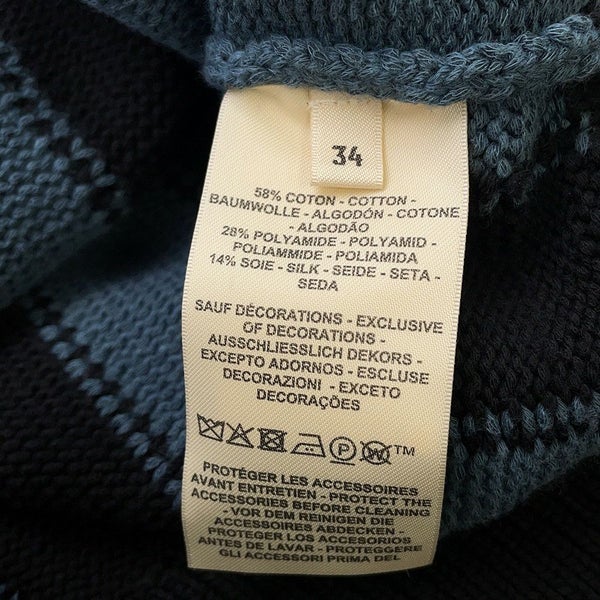 34
58% COTON - COTTON -
BAUMWOLLE - ALGODÓN - COTONE
- ALGODÃO
28% POLYAMIDE - POLYAMID -
POLIAMMIDE - POLIAMIDA
14% SOIE - SILK - SEIDE - SETA -
SEDA
SAUF DÉCORATIONS - EXCLUSIVE
OF DECORATIONS -
AUSSCHLIESSLICH DEKORS -
EXCEPTO ADORNOS - ESCLUSE
DECORAZIONI - EXCETO
DECORAÇÕES
P W TM
PROTÉGER LES ACCESSOIRES
AVANT ENTRETIEN - PROTECT THE
ACCESSORIES BEFORE CLEANING
- VOR DEM REINIGEN DIE
ACCESSOIRES ABDECKEN -
PROTEGER LOS ACCESORIOS
ANTES DE LAVAR - PROTEGGERE
GLI ACCESSORI PRIMA DEL